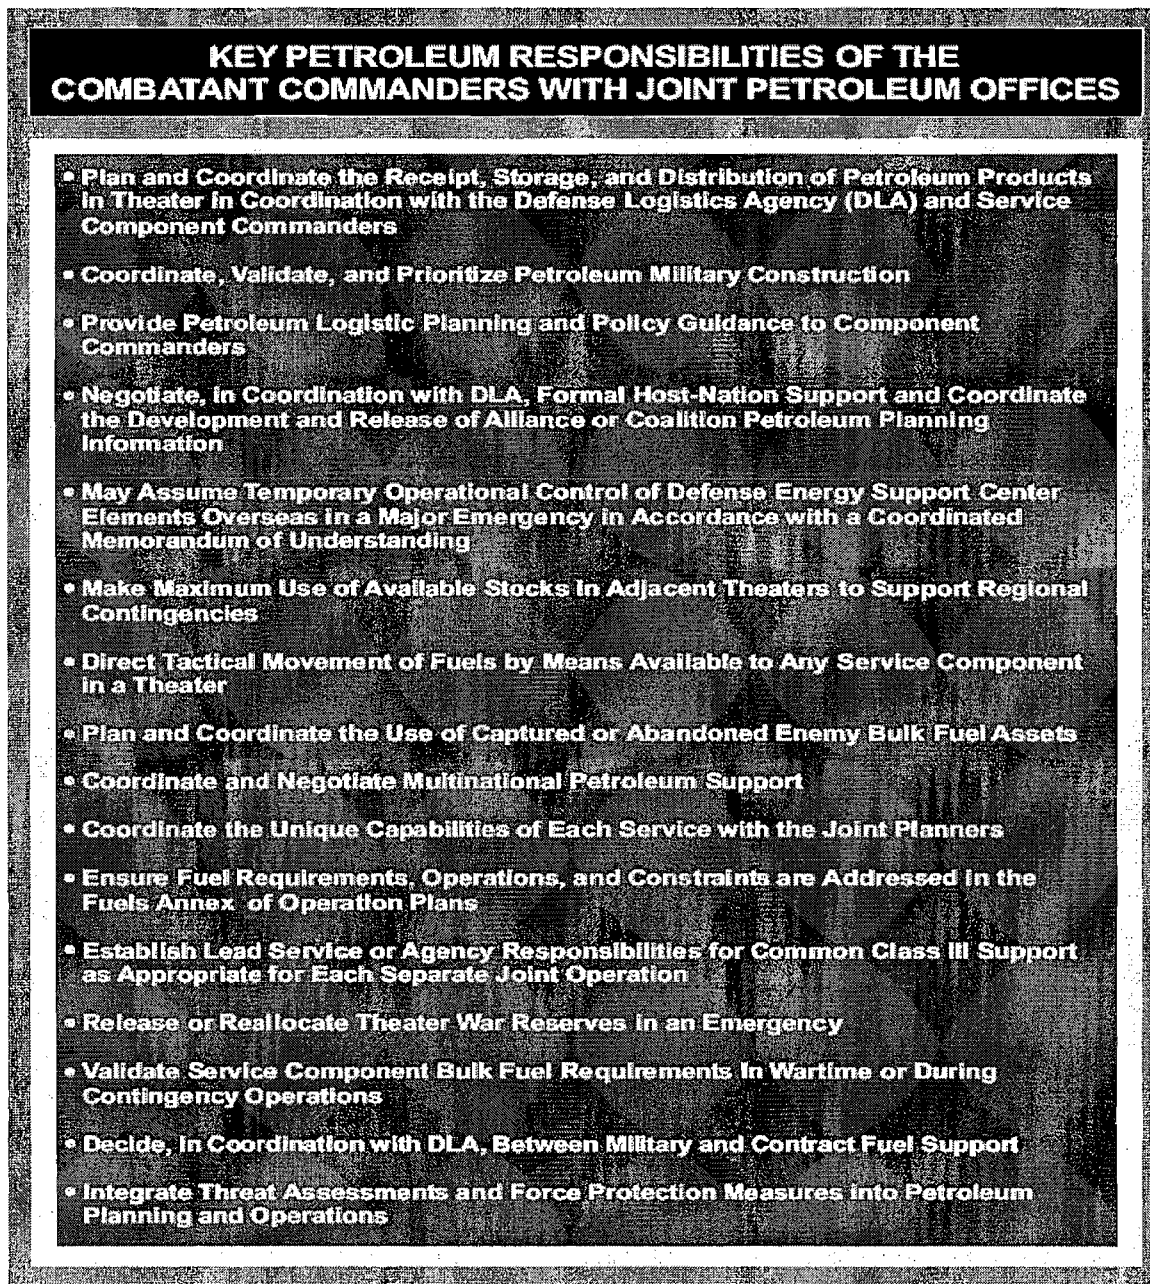 KEY PETROLEUM RESPONSIBILITIES OF THE
COMBATANT COMMANDERS WITH JOINT PETROLEUM OFFICES
• Plan and Coordinate the Receipt, Storage, and Distribution of Petroleum Products
in Theater in Coordination with the Defense Logistics Agency (DLA) and Service
Component Commanders
• Coordinate, Validate, and Prioritize Petroleum Military Construction
• Provide Petroleum Logistic Planning and Policy Guidance to Component
Commanders
• Negotiate, in Coordination with DLA, Formal Host-Nation Support and Coordinate
the Development and Release of Alliance or Coalition Petroleum Planning
Information
• May Assume Temporary Operational Control of Defense Energy Support Center
Elements Overseas in a Major Emergency in Accordance with a Coordinated
Memorandum of Understanding
• Make Maximum Use of Available Stocks in Adjacent Theaters to Support Regional
Contingencies
• Direct Tactical Movement of Fuels by Means Available to Any Service Component
in a Theater
• Plan and Coordinate the Use of Captured or Abandoned Enemy Bulk Fuel Assets
• Coordinate and Negotiate Multinational Petroleum Support
• Coordinate the Unique Capabilities of Each Service with the Joint Planners
• Ensure Fuel Requirements, Operations, and Constraints are Addressed in the
Fuels Annex of Operation Plans
• Establish Lead Service or Agency Responsibilities for Common Class III Support
as Appropriate for Each Separate Joint Operation
• Release or Reallocate Theater War Reserves in an Emergency
• Validate Service Component Bulk Fuel Requirements in Wartime or During
Contingency Operations
• Decide, in Coordination with DLA, Between Military and Contract Fuel Support
• Integrate Threat Assessments and Force Protection Measures into Petroleum
Planning and Operations